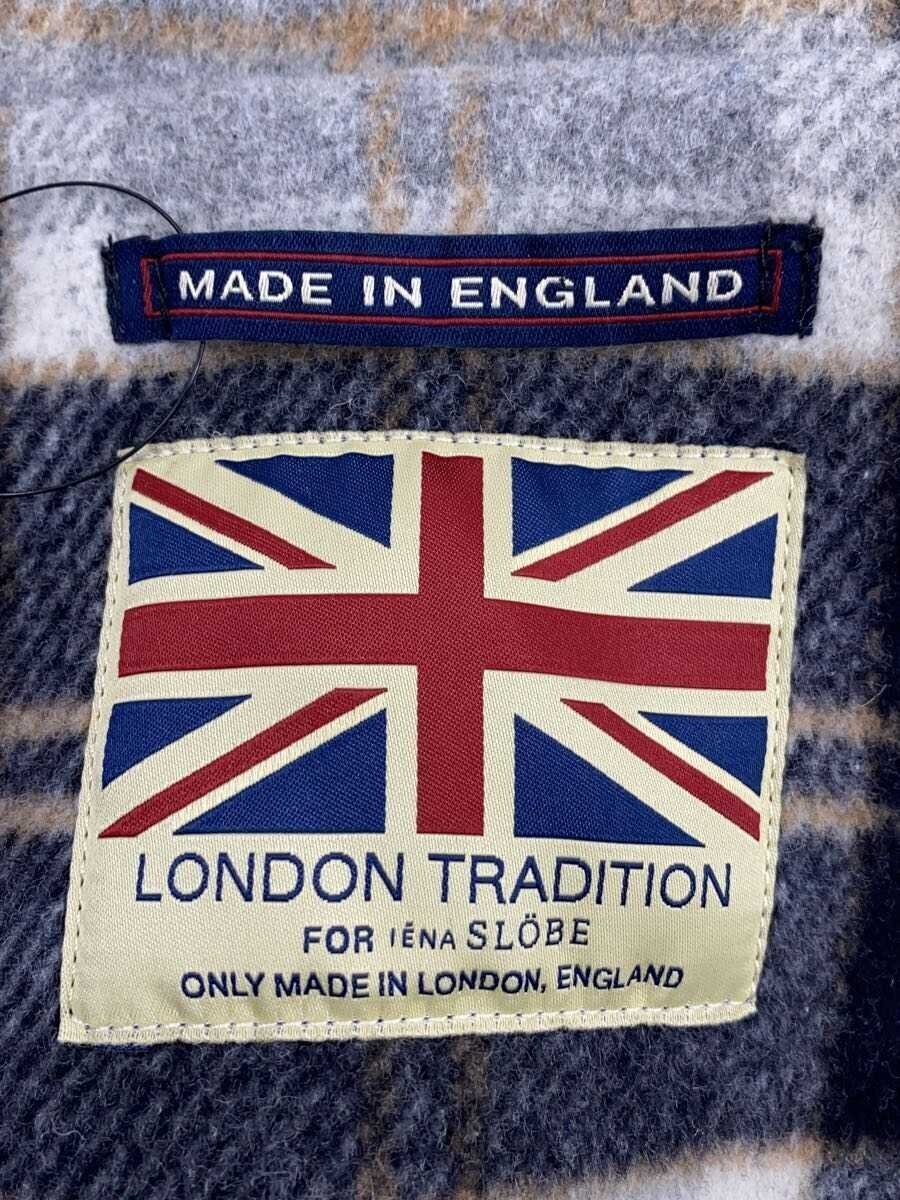 MADE IN ENGLAND
LONDON TRADITION
FOR IÉNA SLÖBE
ONLY MADE IN LONDON, ENGLAND